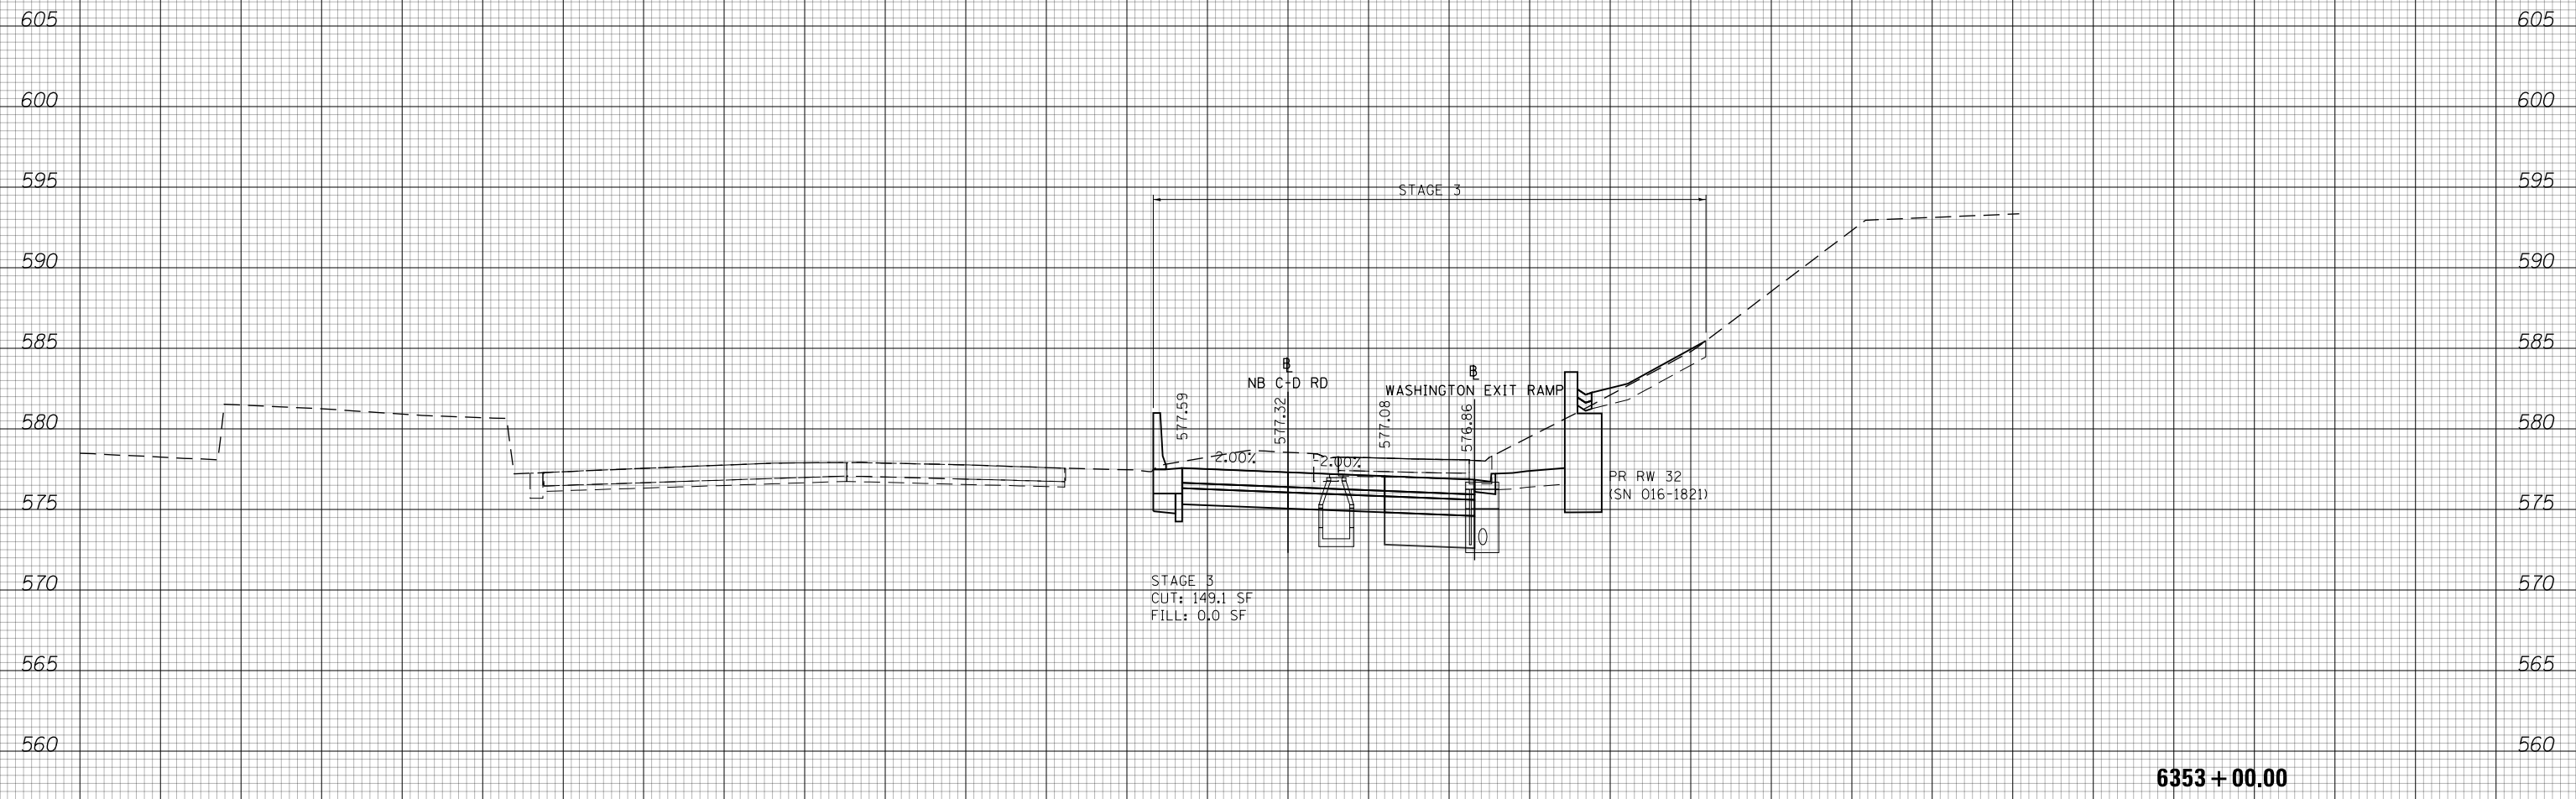 605 605
600 600
595 595
STAGE 3
590 590
585 585
℄ ℄
NB C-D RD
WASHINGTON EXIT RAMP
577.59
577.32
577.08
576.86
580 580
2.00%
-2.00%
PR RW 32
(SN 016-1821)
575 575
570 570
STAGE 3
CUT: 149.1 SF
FILL: 0.0 SF
565 565
560 560
6353+00.00